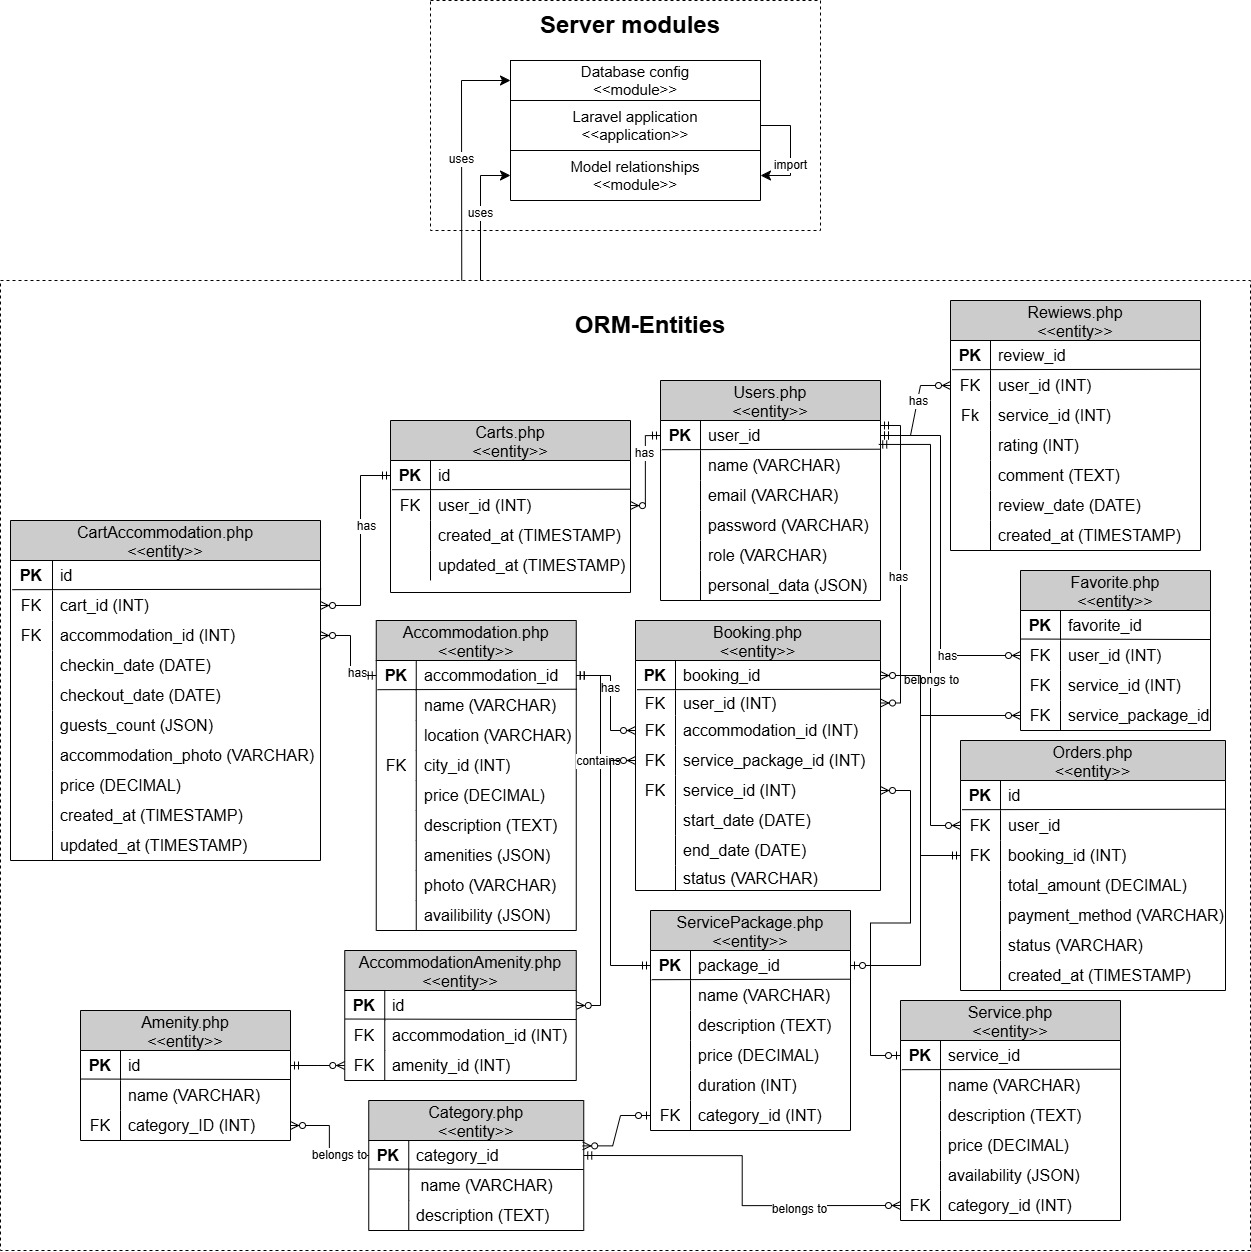 Server modules
Database config
<<module>>
Laravel application
<<application>>
Model relationships
<<module>>
uses
uses
import
ORM-Entities
Rewiews.php
<<entity>>
PK review_id
FK user_id (INT)
Fk service_id (INT)
rating (INT)
comment (TEXT)
review_date (DATE)
created_at (TIMESTAMP)
has
Users.php
<<entity>>
PK user_id
name (VARCHAR)
email (VARCHAR)
password (VARCHAR)
role (VARCHAR)
personal_data (JSON)
has
Carts.php
<<entity>>
PK id
FK user_id (INT)
created_at (TIMESTAMP)
updated_at (TIMESTAMP)
has
CartAccommodation.php
<<entity>>
PK id
FK cart_id (INT)
FK accommodation_id (INT)
checkin_date (DATE)
checkout_date (DATE)
guests_count (JSON)
accommodation_photo (VARCHAR)
price (DECIMAL)
created_at (TIMESTAMP)
updated_at (TIMESTAMP)
has
Accommodation.php
<<entity>>
PK accommodation_id
name (VARCHAR)
location (VARCHAR)
FK city_id (INT)
price (DECIMAL)
description (TEXT)
amenities (JSON)
photo (VARCHAR)
availibility (JSON)
has
contains
Booking.php
<<entity>>
PK booking_id
FK user_id (INT)
FK accommodation_id (INT)
FK service_package_id (INT)
FK service_id (INT)
start_date (DATE)
end_date (DATE)
status (VARCHAR)
has
has
belongs to
Favorite.php
<<entity>>
PK favorite_id
FK user_id (INT)
FK service_id (INT)
FK service_package_id
Orders.php
<<entity>>
PK id
FK user_id
FK booking_id (INT)
total_amount (DECIMAL)
payment_method (VARCHAR)
status (VARCHAR)
created_at (TIMESTAMP)
ServicePackage.php
<<entity>>
PK package_id
name (VARCHAR)
description (TEXT)
price (DECIMAL)
duration (INT)
FK category_id (INT)
AccommodationAmenity.php
<<entity>>
PK id
FK accommodation_id (INT)
FK amenity_id (INT)
Amenity.php
<<entity>>
PK id
name (VARCHAR)
FK category_ID (INT)
belongs to
Category.php
<<entity>>
PK category_id
name (VARCHAR)
description (TEXT)
belongs to
Service.php
<<entity>>
PK service_id
name (VARCHAR)
description (TEXT)
price (DECIMAL)
availability (JSON)
FK category_id (INT)